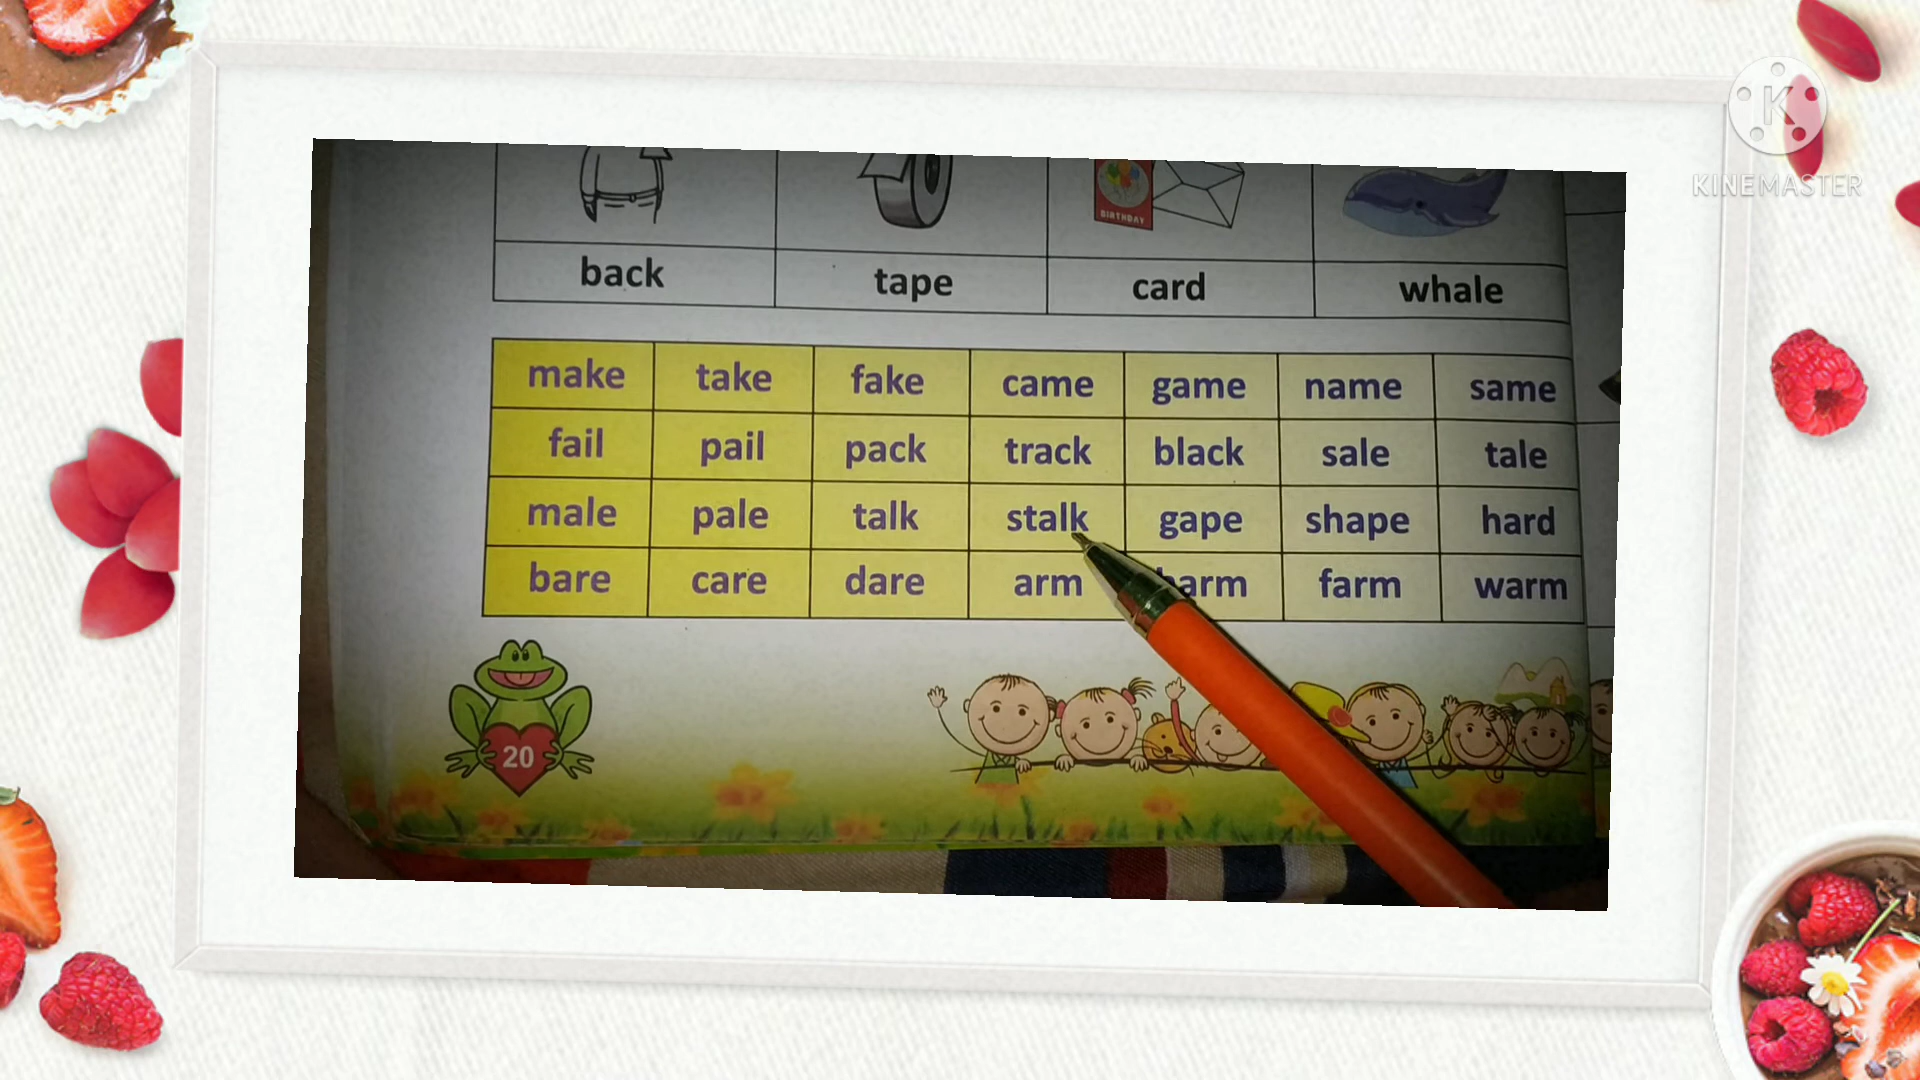 KINEMASTER
BIRTHDAY
back tape card whale
make take fake came game name same
fail pail pack track black sale tale
male pale talk stalk gape shape hard
bare care dare arm farm warm
20